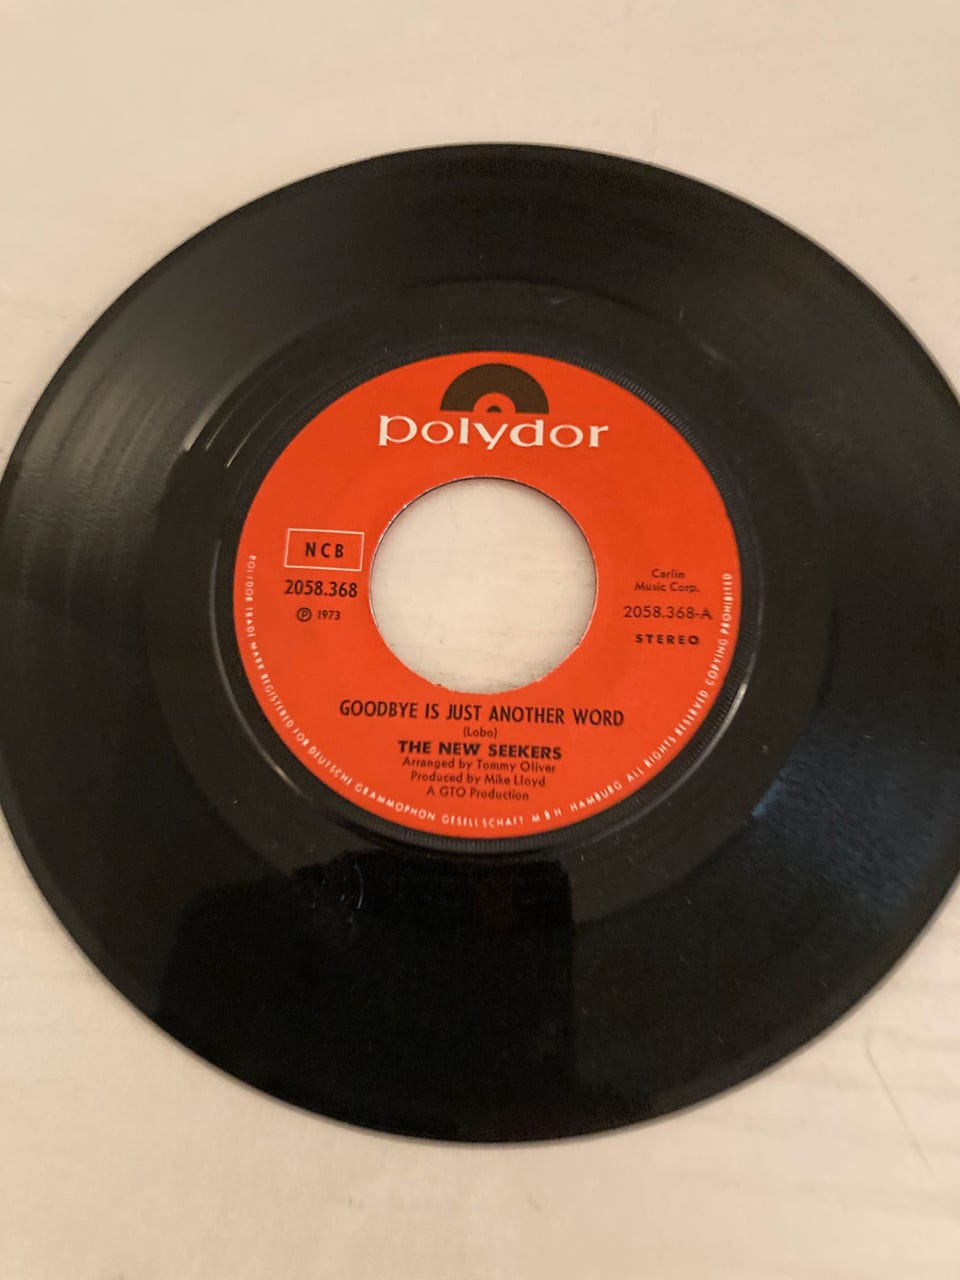 polydor
NCB
2058.368
Ⓟ 1973
Carlin
Music Corp.
2058.368-A
STEREO
GOODBYE IS JUST ANOTHER WORD
(Lobo)
THE NEW SEEKERS
Arranged by Tommy Oliver
Produced by Mike Lloyd
A GTO Production
POLYDOR TRADE MARK REGISTERED FOR DEUTSCHE GRAMMOPHON GESELLSCHAFT MBH HAMBURG ALL RIGHTS RESERVED COPYING PROHIBITED